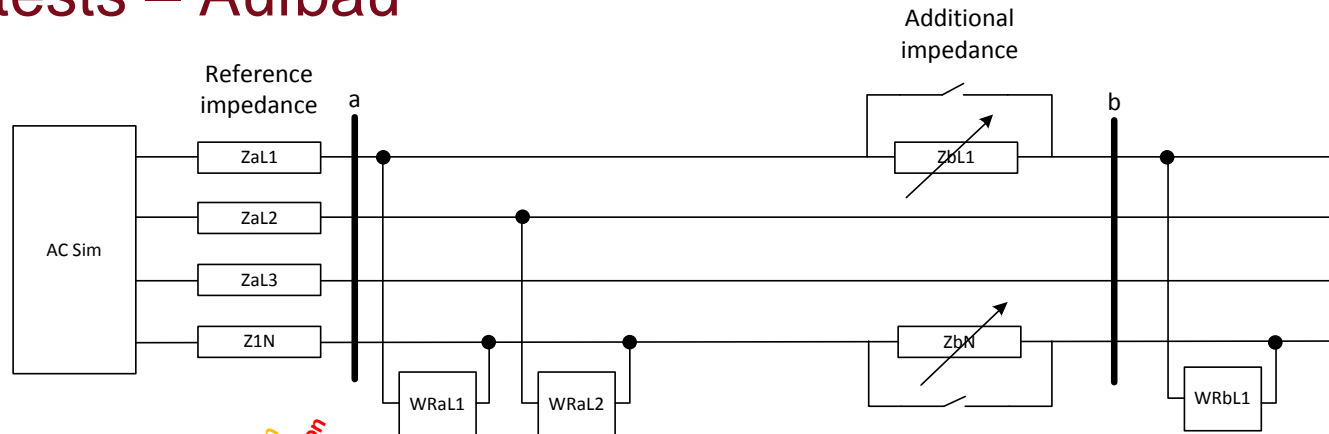 tests – Aufbau
Additional
impedance
Reference
impedance
a
b
ZaL1
ZbL1
ZaL2
AC Sim
ZaL3
Z1N
ZbN
WRaL1
WRaL2
WRbL1